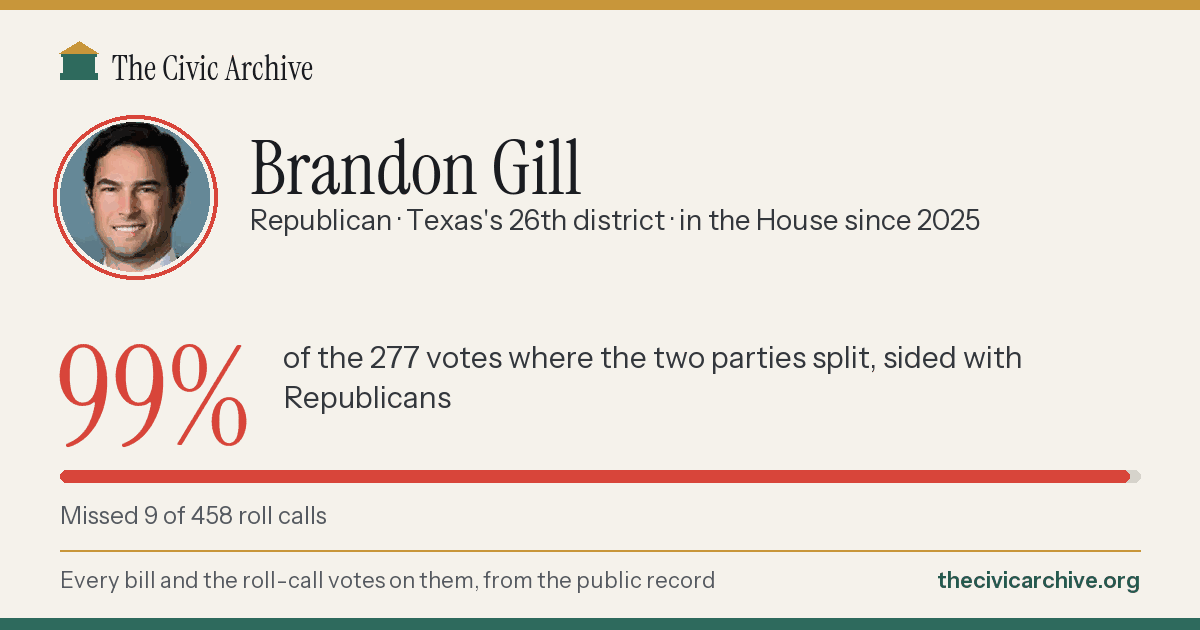 The Civic Archive
Brandon Gill
Republican · Texas's 26th district · in the House since 2025
99%
of the 277 votes where the two parties split, sided with
Republicans
Missed 9 of 458 roll calls
Every bill and the roll-call votes on them, from the public record
thecivicarchive.org